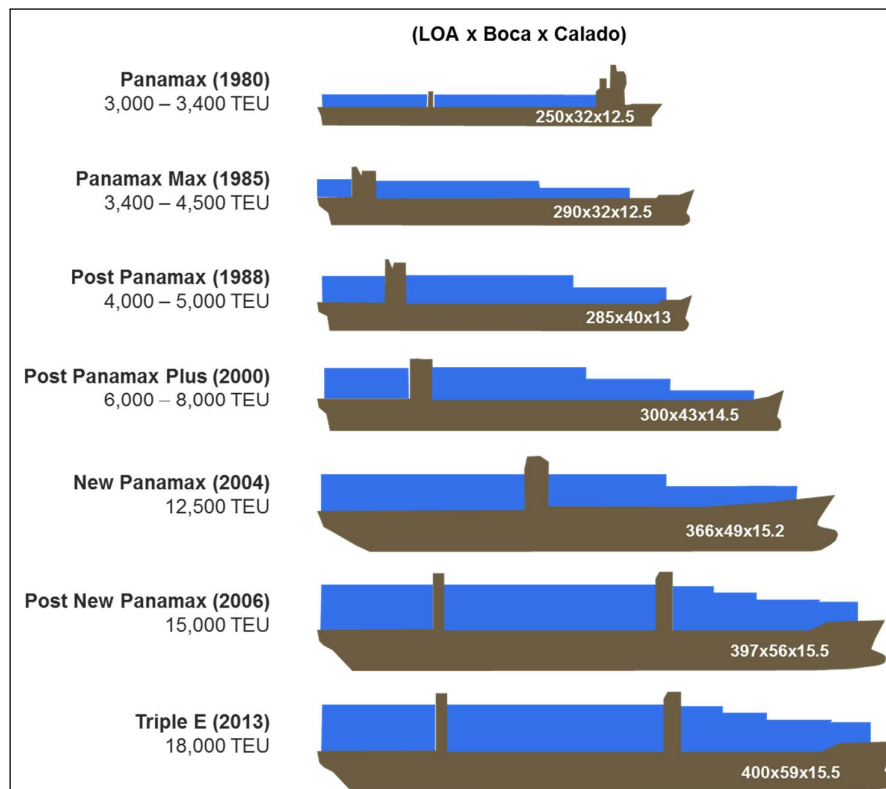 (LOA x Boca x Calado)
Panamax (1980)
3,000 – 3,400 TEU
250x32x12.5
Panamax Max (1985)
3,400 – 4,500 TEU
290x32x12.5
Post Panamax (1988)
4,000 – 5,000 TEU
285x40x13
Post Panamax Plus (2000)
6,000 – 8,000 TEU
300x43x14.5
New Panamax (2004)
12,500 TEU
366x49x15.2
Post New Panamax (2006)
15,000 TEU
397x56x15.5
Triple E (2013)
18,000 TEU
400x59x15.5